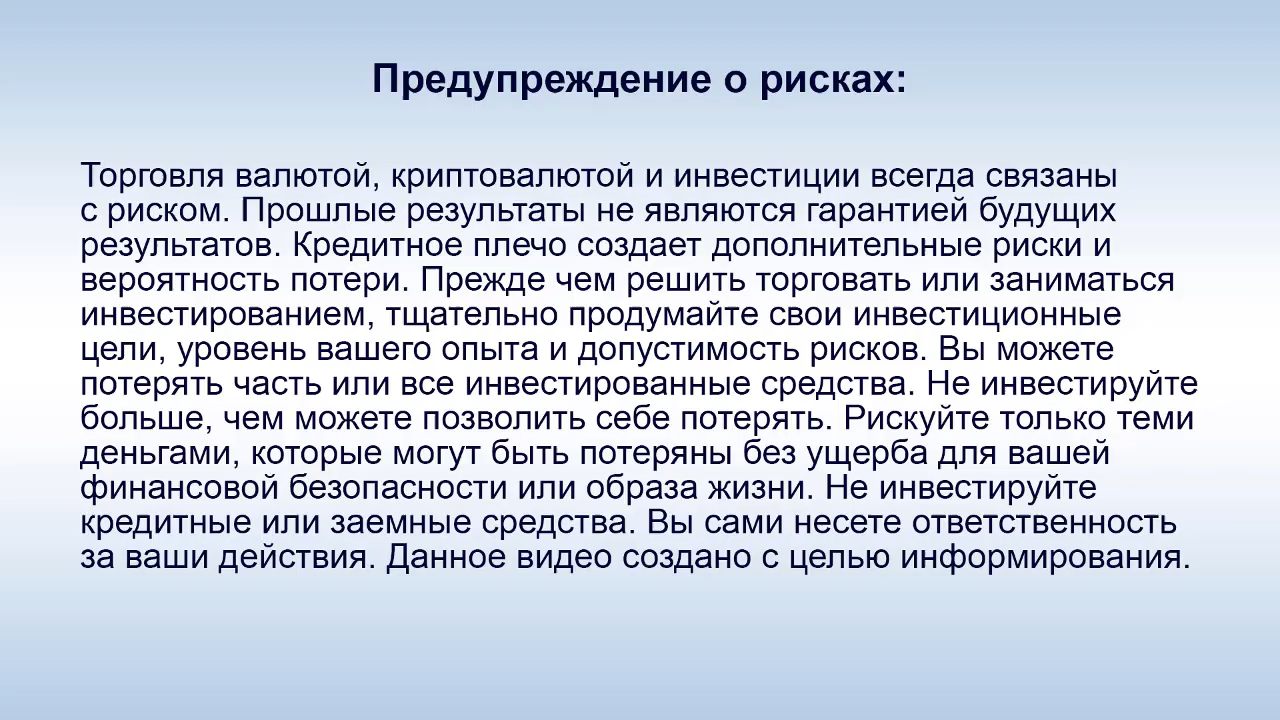 Предупреждение о рисках:
Торговля валютой, криптовалютой и инвестиции всегда связаны
с риском. Прошлые результаты не являются гарантией будущих
результатов. Кредитное плечо создает дополнительные риски и
вероятность потери. Прежде чем решить торговать или заниматься
инвестированием, тщательно продумайте свои инвестиционные
цели, уровень вашего опыта и допустимость рисков. Вы можете
потерять часть или все инвестированные средства. Не инвестируйте
больше, чем можете позволить себе потерять. Рискуйте только теми
деньгами, которые могут быть потеряны без ущерба для вашей
финансовой безопасности или образа жизни. Не инвестируйте
кредитные или заемные средства. Вы сами несете ответственность
за ваши действия. Данное видео создано с целью информирования.